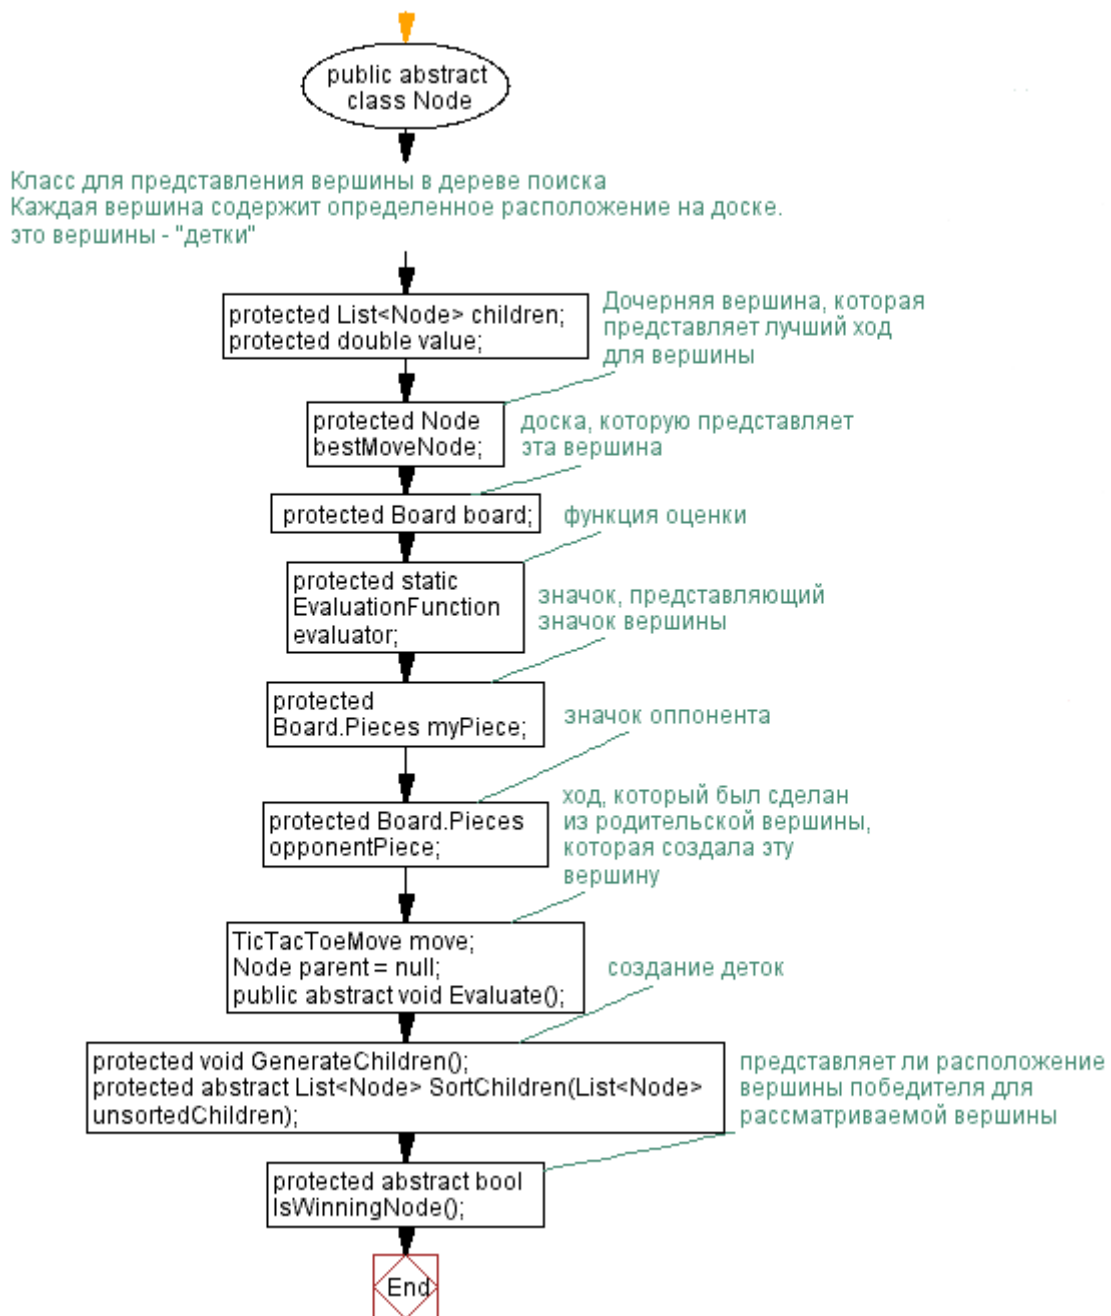 public abstract
class Node
Класс для представления вершины в дереве поиска
Каждая вершина содержит определенное расположение на доске.
это вершины - "детки"
protected List<Node> children;
protected double value;
Дочерняя вершина, которая
представляет лучший ход
для вершины
protected Node
bestMoveNode;
доска, которую представляет
эта вершина
protected Board board;
функция оценки
protected static
EvaluationFunction
evaluator;
значок, представляющий
значок вершины
protected
Board.Pieces myPiece;
значок оппонента
protected Board.Pieces
opponentPiece;
ход, который был сделан
из родительской вершины,
которая создала эту
вершину
TicTacToeMove move;
Node parent = null;
public abstract void Evaluate();
создание деток
protected void GenerateChildren();
protected abstract List<Node> SortChildren(List<Node>
unsortedChildren);
представляет ли расположение
вершины победителя для
рассматриваемой вершины
protected abstract bool
IsWinningNode();
End